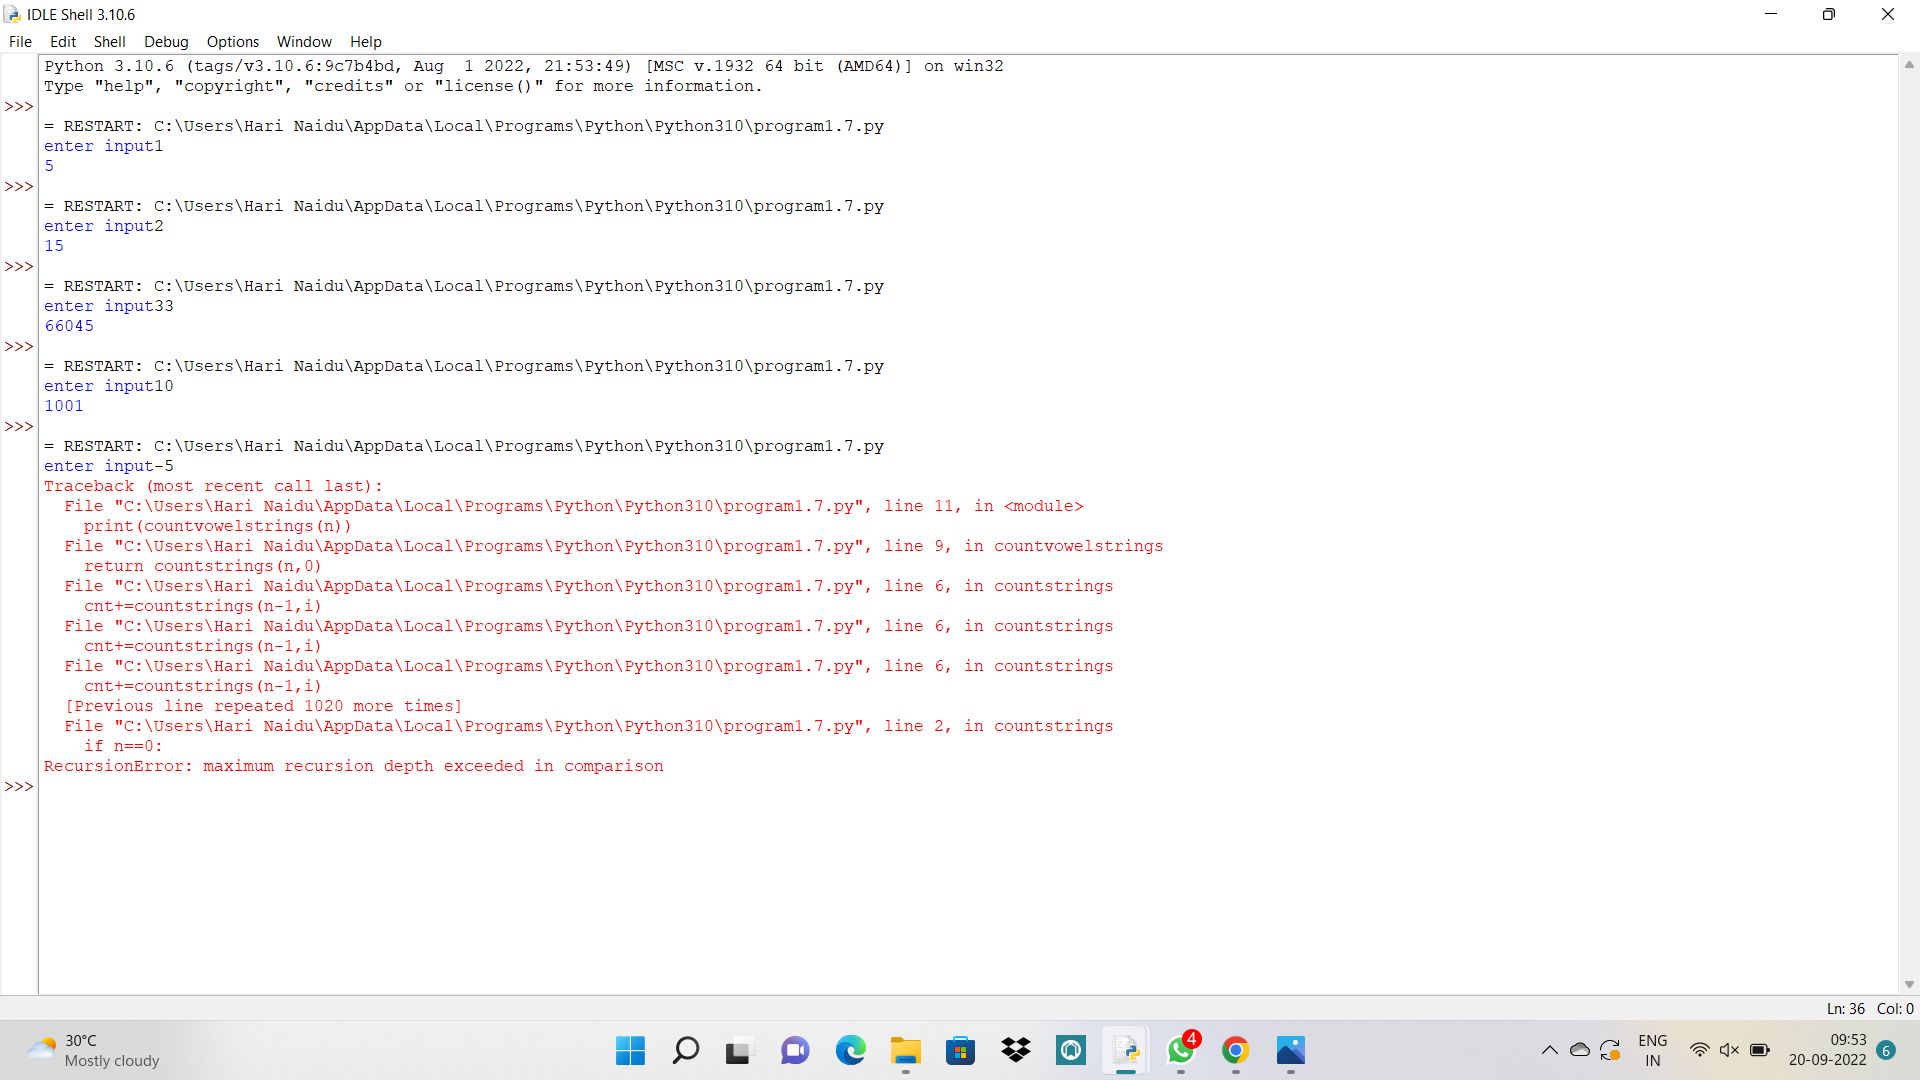 IDLE Shell 3.10.6
File Edit Shell Debug Options Window Help
Python 3.10.6 (tags/v3.10.6:9c7b4bd, Aug  1 2022, 21:53:49) [MSC v.1932 64 bit (AMD64)] on win32
Type "help", "copyright", "credits" or "license()" for more information.
>>>
= RESTART: C:\Users\Hari Naidu\AppData\Local\Programs\Python\Python310\program1.7.py
enter input1
5
>>>
= RESTART: C:\Users\Hari Naidu\AppData\Local\Programs\Python\Python310\program1.7.py
enter input2
15
>>>
= RESTART: C:\Users\Hari Naidu\AppData\Local\Programs\Python\Python310\program1.7.py
enter input33
66045
>>>
= RESTART: C:\Users\Hari Naidu\AppData\Local\Programs\Python\Python310\program1.7.py
enter input10
1001
>>>
= RESTART: C:\Users\Hari Naidu\AppData\Local\Programs\Python\Python310\program1.7.py
enter input-5
Traceback (most recent call last):
  File "C:\Users\Hari Naidu\AppData\Local\Programs\Python\Python310\program1.7.py", line 11, in <module>
    print(countvowelstrings(n))
  File "C:\Users\Hari Naidu\AppData\Local\Programs\Python\Python310\program1.7.py", line 9, in countvowelstrings
    return countstrings(n,0)
  File "C:\Users\Hari Naidu\AppData\Local\Programs\Python\Python310\program1.7.py", line 6, in countstrings
    cnt+=countstrings(n-1,i)
  File "C:\Users\Hari Naidu\AppData\Local\Programs\Python\Python310\program1.7.py", line 6, in countstrings
    cnt+=countstrings(n-1,i)
  File "C:\Users\Hari Naidu\AppData\Local\Programs\Python\Python310\program1.7.py", line 6, in countstrings
    cnt+=countstrings(n-1,i)
  [Previous line repeated 1020 more times]
  File "C:\Users\Hari Naidu\AppData\Local\Programs\Python\Python310\program1.7.py", line 2, in countstrings
    if n==0:
RecursionError: maximum recursion depth exceeded in comparison
>>>
Ln: 36 Col: 0
30°C
Mostly cloudy
4
ENG
IN
09:53
20-09-2022
6